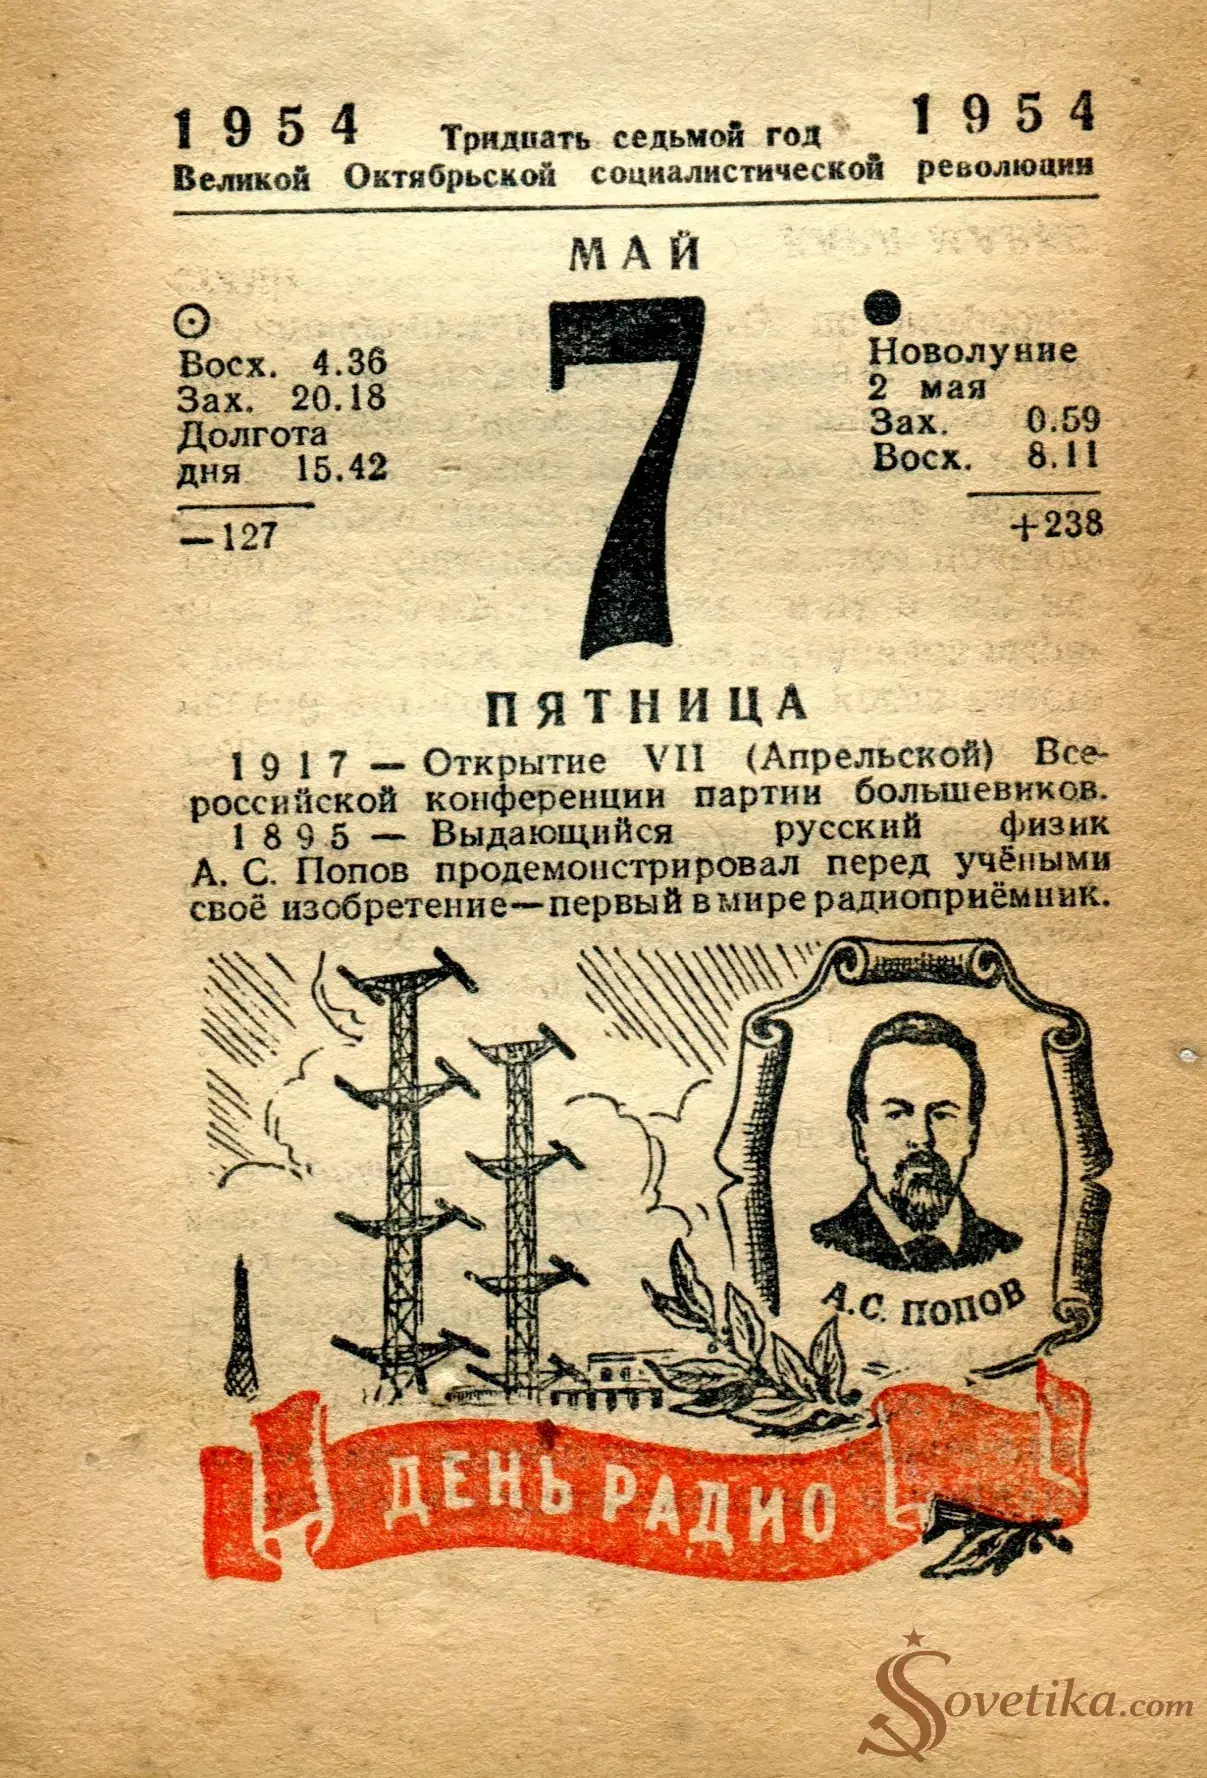 1954 Тридцать седьмой год 1954
Великой Октябрьской социалистической революции
МАЙ
Восх. 4.36
Зах. 20.18
Долгота
дня 15.42
—127
7
Новолуние
2 мая
Зах. 0.59
Восх. 8.11
+238
ПЯТНИЦА
1917 — Открытие VII (Апрельской) Все-
российской конференции партии большевиков.
1895 — Выдающийся русский физик
А. С. Попов продемонстрировал перед учёными
своё изобретение—первый в мире радиоприёмник.
А.С. ПОПОВ
ДЕНЬ РАДИО
Sovetika.com